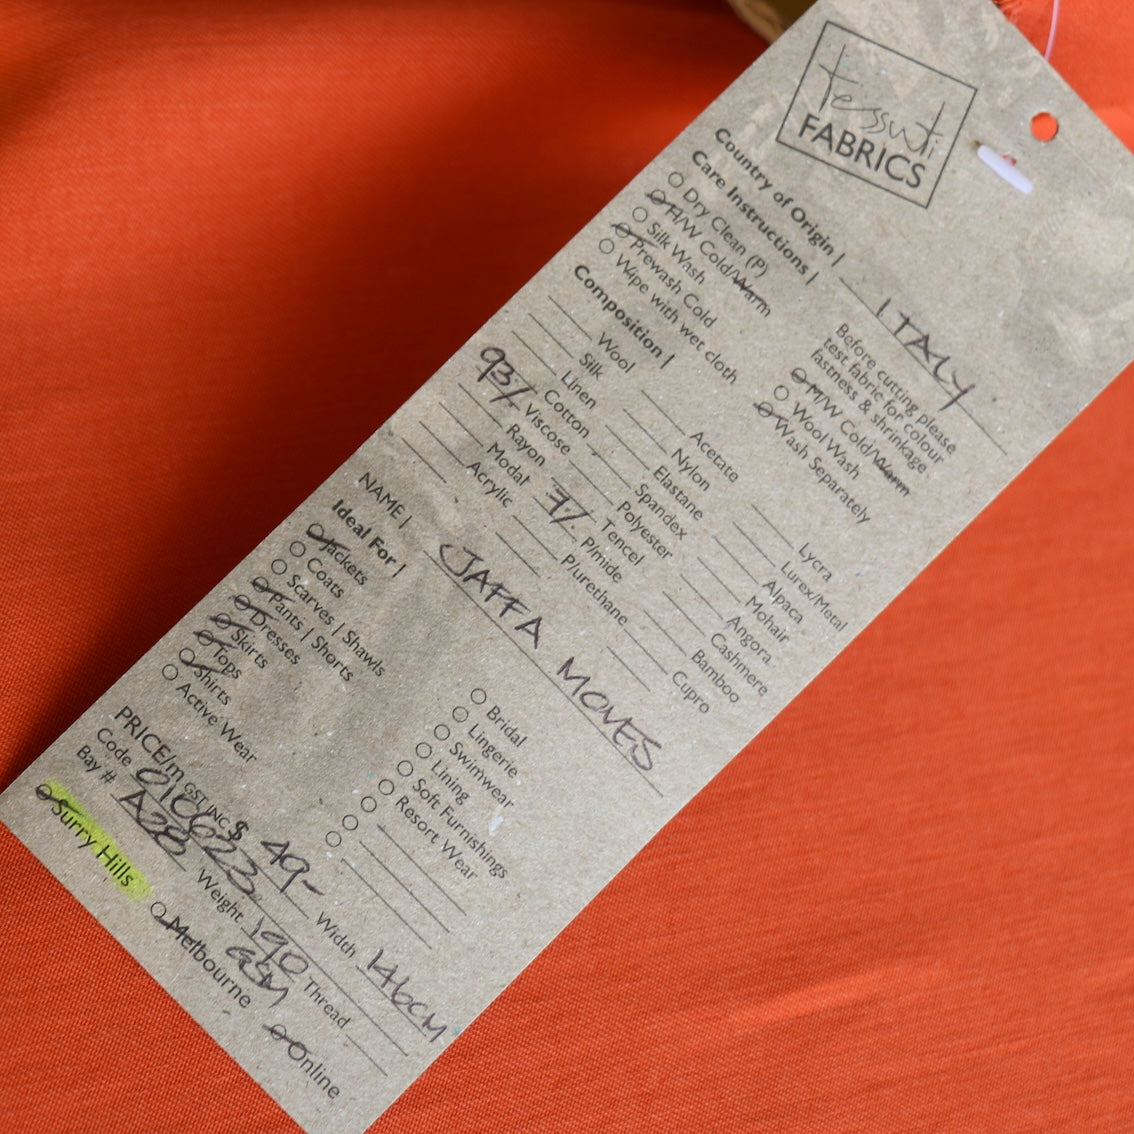 tessuti
FABRICS
Country of Origin | ITALY
Care Instructions |
Dry Clean (P)
H/W Cold/Warm
Silk Wash
Prewash Cold
Wipe with wet cloth
Before cutting please
test fabric for colour
fastness & shrinkage
M/W Cold/Warm
Wool Wash
Wash Separately
Composition |
Wool
Silk
Linen
Cotton
93% Viscose
Rayon
Modal
Acrylic
Acetate
Nylon
Elastane
Spandex
Polyester
7% Tencel
P/mide
P/urethane
Lycra
Lurex/Metal
Alpaca
Mohair
Angora
Cashmere
Bamboo
Cupro
NAME | JAFFA MOVES
Ideal For |
Jackets
Coats
Scarves | Shawls
Pants | Shorts
Dresses
Skirts
Tops
Shirts
Active Wear
Bridal
Lingerie
Swimwear
Lining
Soft Furnishings
Resort Wear
PRICE/m GST INC $ 49- Width 146CM
Code 010623 Weight 190 GSM Thread
Bay # A28
Surry Hills Melbourne Online